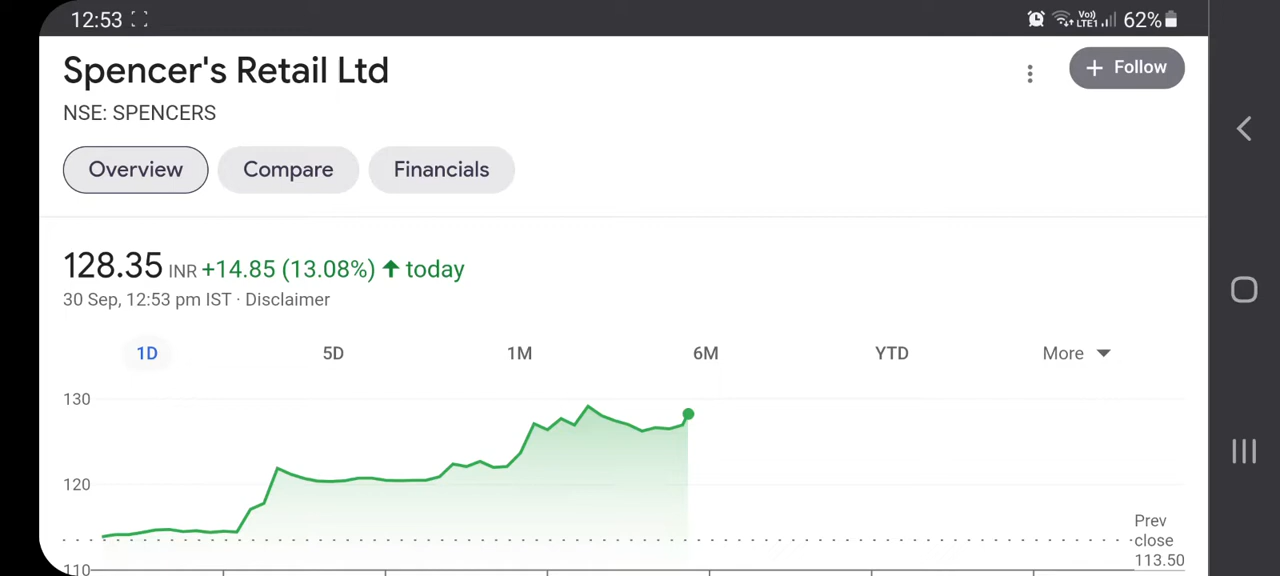 12:53 Vo)) LTE1 62%
Spencer's Retail Ltd
+ Follow
NSE: SPENCERS
Overview Compare Financials
128.35 INR +14.85 (13.08%) ↑ today
30 Sep, 12:53 pm IST · Disclaimer
1D 5D 1M 6M YTD More
130
120
Prev
close
113.50
110